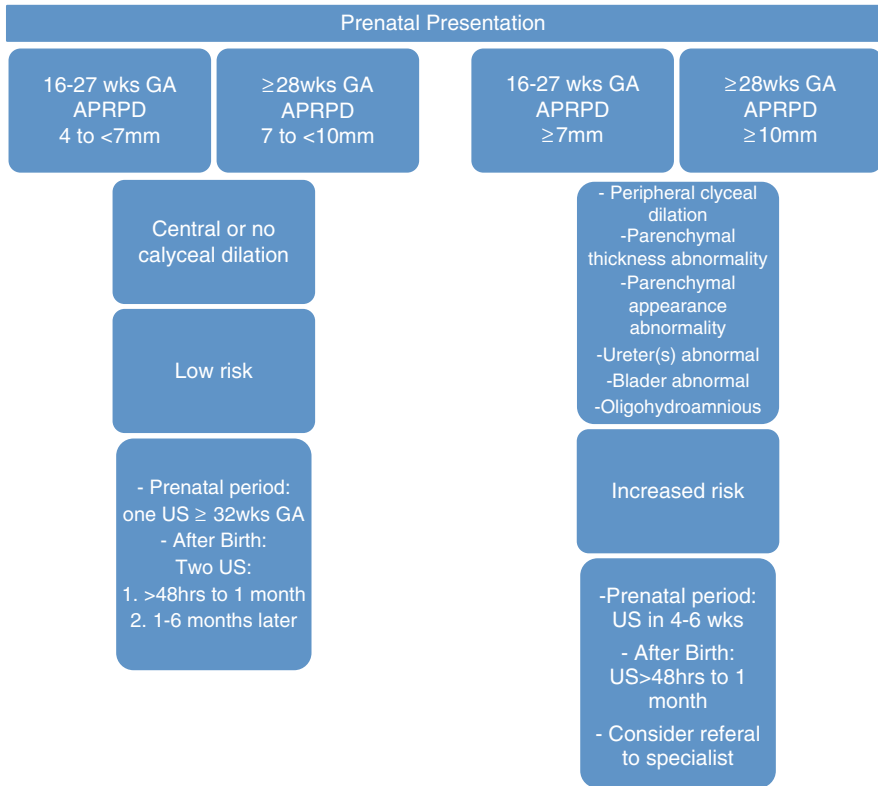 Prenatal Presentation
16-27 wks GA
APRPD
4 to <7mm
≥28wks GA
APRPD
7 to <10mm
16-27 wks GA
APRPD
≥7mm
≥28wks GA
APRPD
≥10mm
Central or no
calyceal dilation
Low risk
- Prenatal period:
one US ≥ 32wks GA
- After Birth:
Two US:
1. >48hrs to 1 month
2. 1-6 months later
- Peripheral clyceal
dilation
-Parenchymal
thickness abnormality
-Parenchymal
appearance
abnormality
-Ureter(s) abnormal
-Blader abnormal
-Oligohydroamnious
Increased risk
-Prenatal period:
US in 4-6 wks
- After Birth:
US>48hrs to 1
month
- Consider referal
to specialist